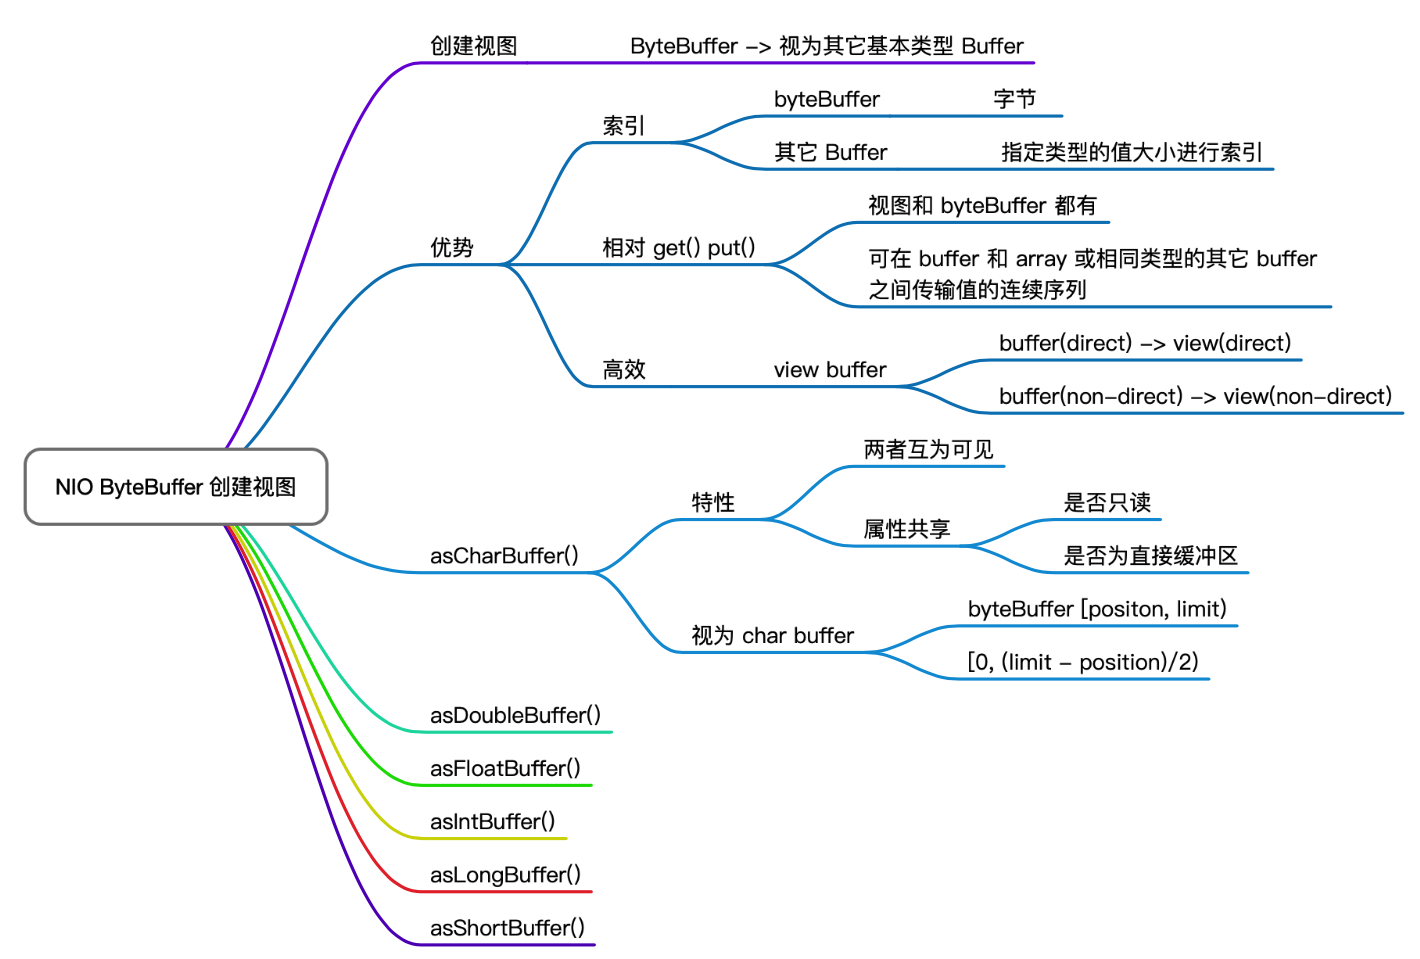 创建视图
ByteBuffer -> 视为其它基本类型 Buffer
byteBuffer
字节
索引
其它 Buffer
指定类型的值大小进行索引
视图和 byteBuffer 都有
优势
相对 get() put()
可在 buffer 和 array 或相同类型的其它 buffer
之间传输值的连续序列
buffer(direct) -> view(direct)
高效
view buffer
buffer(non-direct) -> view(non-direct)
两者互为可见
NIO ByteBuffer 创建视图
特性
是否只读
属性共享
asCharBuffer()
是否为直接缓冲区
byteBuffer [positon, limit)
视为 char buffer
[0, (limit - position)/2)
asDoubleBuffer()
asFloatBuffer()
asIntBuffer()
asLongBuffer()
asShortBuffer()